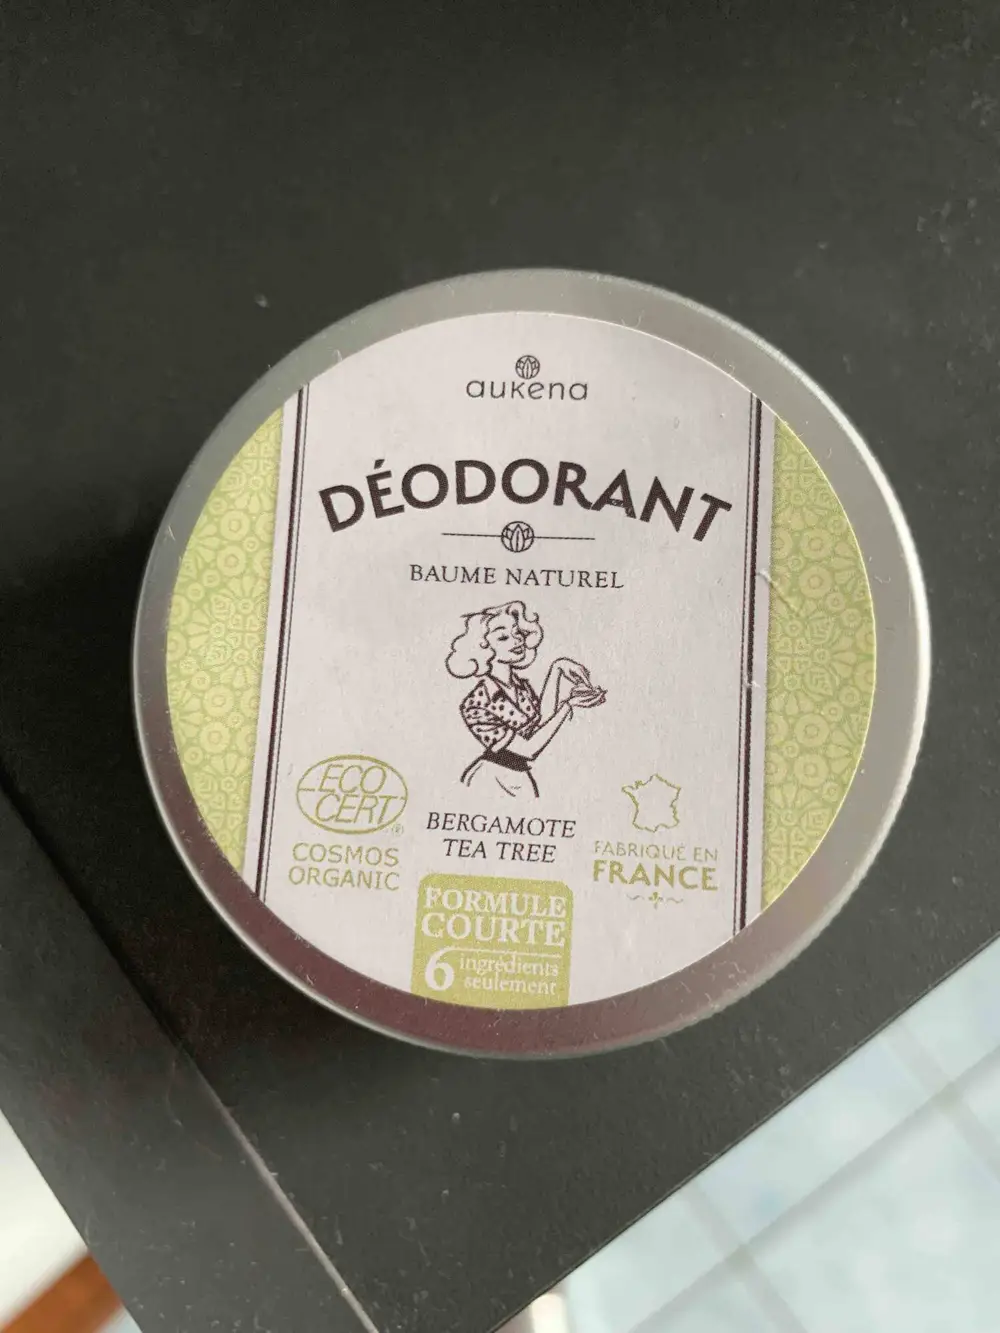 aukena
DÉODORANT
BAUME NATUREL
ECO
CERT
®
COSMOS
ORGANIC
BERGAMOTE
TEA TREE
FABRIQUÉ EN
FRANCE
FORMULE
COURTE
6 ingrédients
seulement